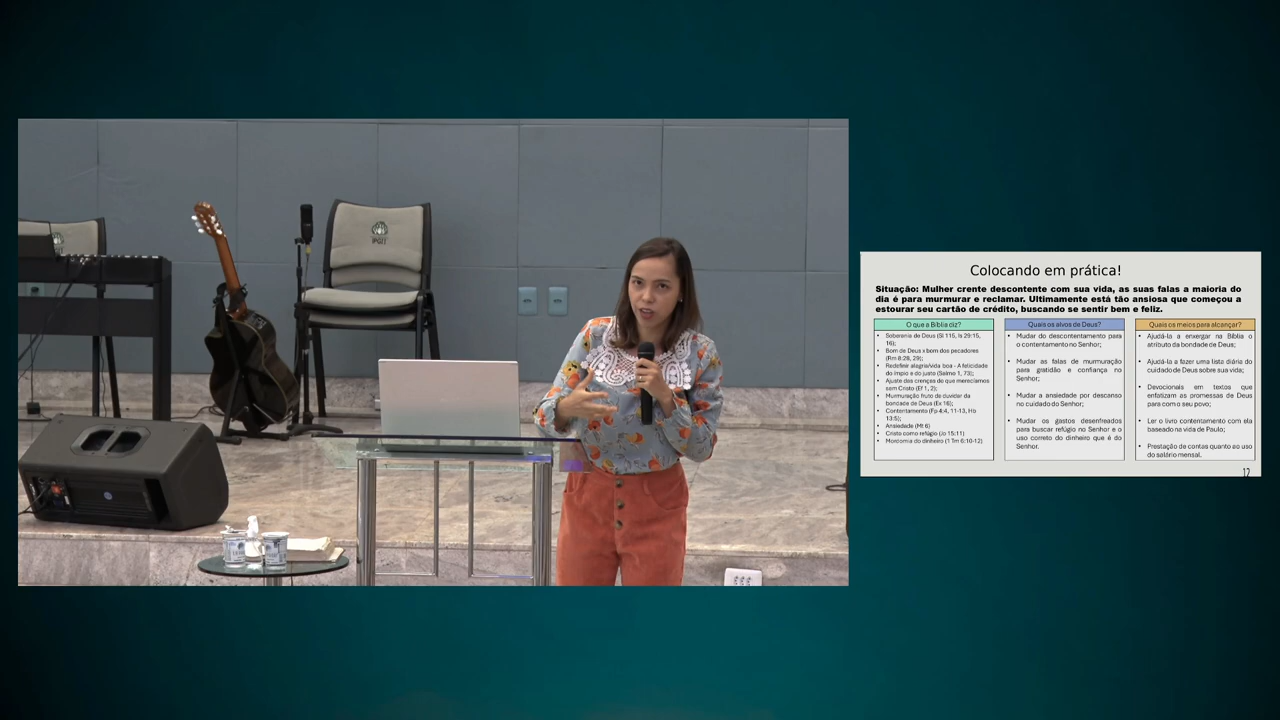 Colocando em prática!
Situação: Mulher crente descontente com sua vida, as suas falas a maioria do
dia é para murmurar e reclamar. Ultimamente está tão ansiosa que começou a
estourar seu cartão de crédito, buscando se sentir bem e feliz.
O que a Bíblia diz?
• Soberania de Deus (Sl 115, Is 29:15,
16);
• Bom de Deus x bom dos pecadores
(Rm 8:28, 29);
• Redefinir alegria/vida boa - A felicidade
do ímpio e do justo (Salmo 1, 73);
• Ajuste das crenças do que merecíamos
sem Cristo (Ef 1, 2);
• Murmuração fruto de duvidar da
bondade de Deus (Ex 16);
• Contentamento (Fp 4:4, 11-13, Hb
13:5);
• Ansiedade (Mt 6)
• Cristo como refúgio (Jo 15:11)
• Mordomia do dinheiro (1 Tm 6:10-12)
Quais os alvos de Deus?
• Mudar do descontentamento para
o contentamento no Senhor;
• Mudar as falas de murmuração
para gratidão e confiança no
Senhor;
• Mudar a ansiedade por descanso
no cuidado do Senhor;
• Mudar os gastos desenfreados
para buscar refúgio no Senhor e o
uso correto do dinheiro que é do
Senhor.
Quais os meios para alcançar?
• Ajudá-la a enxergar na Bíblia o
atributo da bondade de Deus;
• Ajudá-la a fazer uma lista diária do
cuidado de Deus sobre sua vida;
• Devocionais em textos que
enfatizam as promessas de Deus
para com o seu povo;
• Ler o livro contentamento com ela
baseado na vida de Paulo;
• Prestação de contas quanto ao uso
do salário mensal.
12